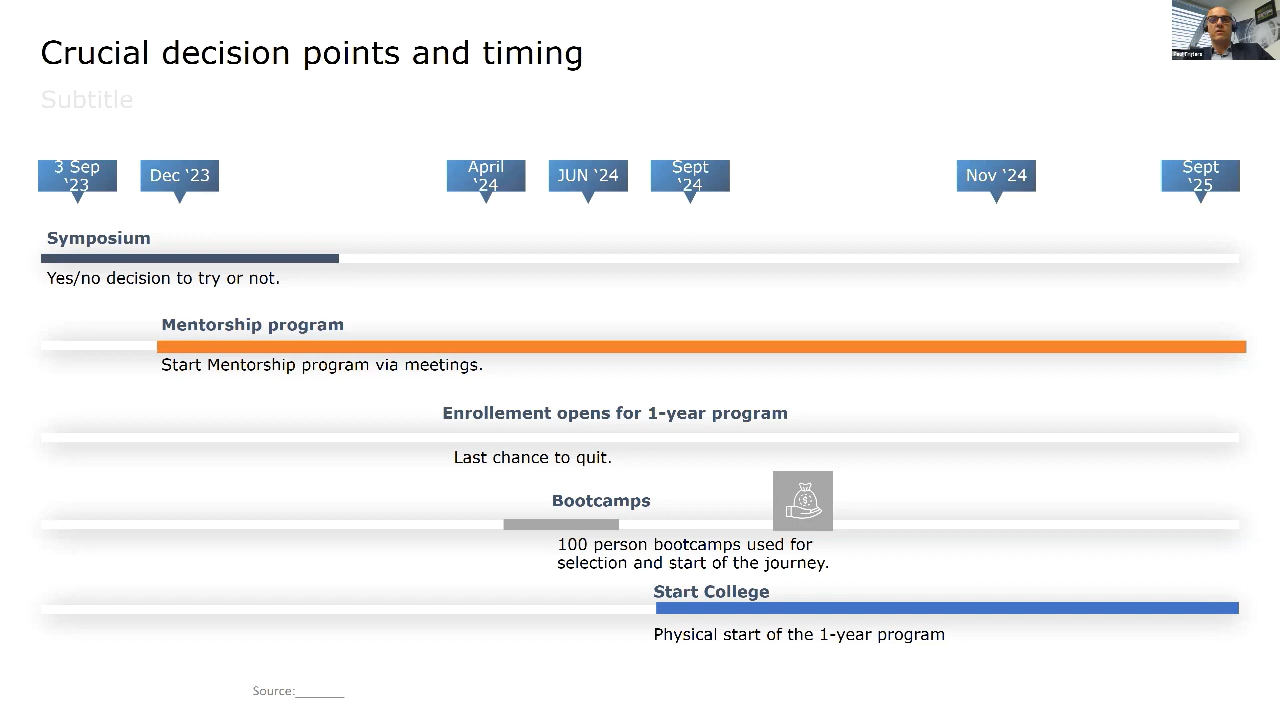 Crucial decision points and timing
Subtitle
3 Sep
‘23
Dec ‘23
April
‘24
JUN ‘24
Sept
‘24
Nov ‘24
Sept
‘25
Symposium
Yes/no decision to try or not.
Mentorship program
Start Mentorship program via meetings.
Enrollement opens for 1-year program
Last chance to quit.
Bootcamps
$
100 person bootcamps used for
selection and start of the journey.
Start College
Physical start of the 1-year program
Source:_______